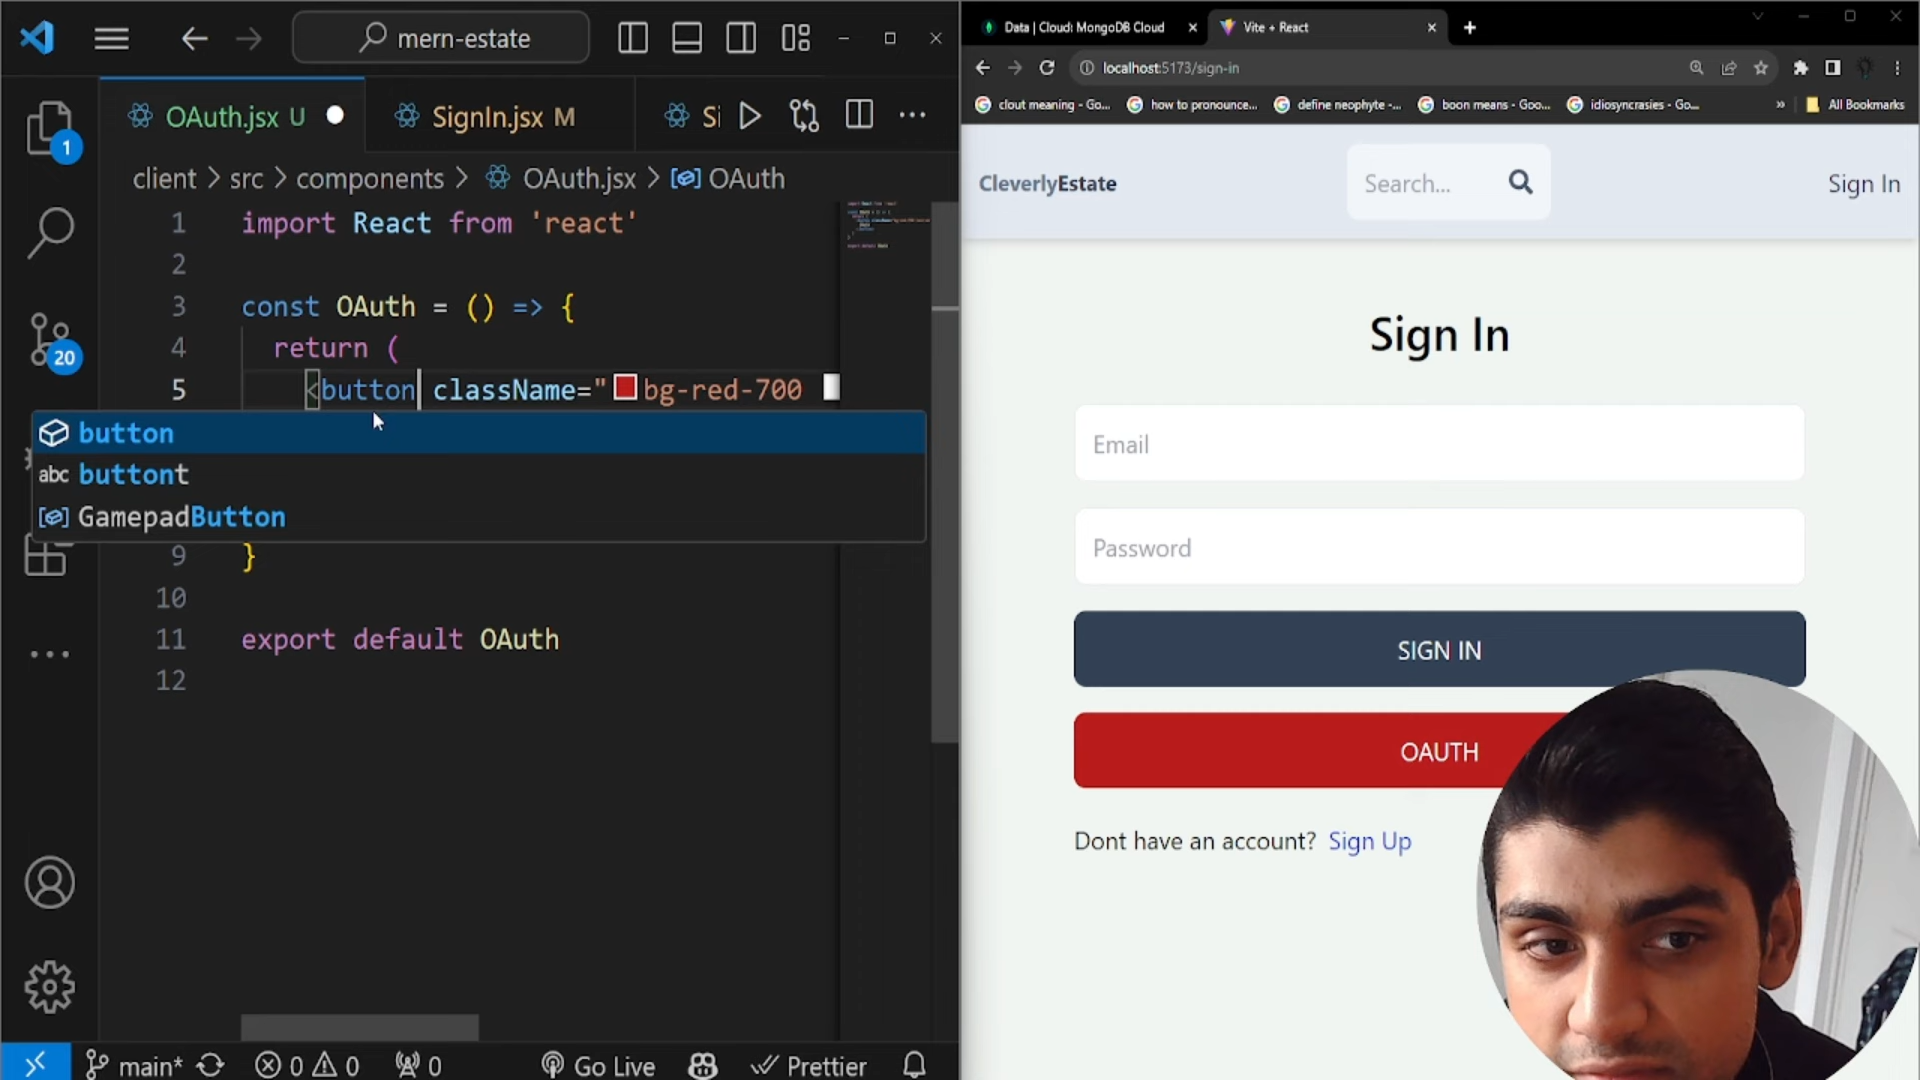 mern-estate
OAuth.jsx U
SignIn.jsx M
Si
client > src > components > OAuth.jsx > OAuth
1 import React from 'react'
2
3 const OAuth = () => {
4 return (
5 <button className="bg-red-700
button
abc buttont
GamepadButton
9 }
10
11 export default OAuth
12
1
20
main* 0 0 0 Go Live Prettier
Data | Cloud: MongoDB Cloud
Vite + React
localhost:5173/sign-in
clout meaning - Go...
how to pronounce...
define neophyte -...
boon means - Goo...
idiosyncrasies - Go...
» All Bookmarks
CleverlyEstate
Search...
Sign In
Sign In
Email
Password
SIGN IN
OAUTH
Dont have an account? Sign Up